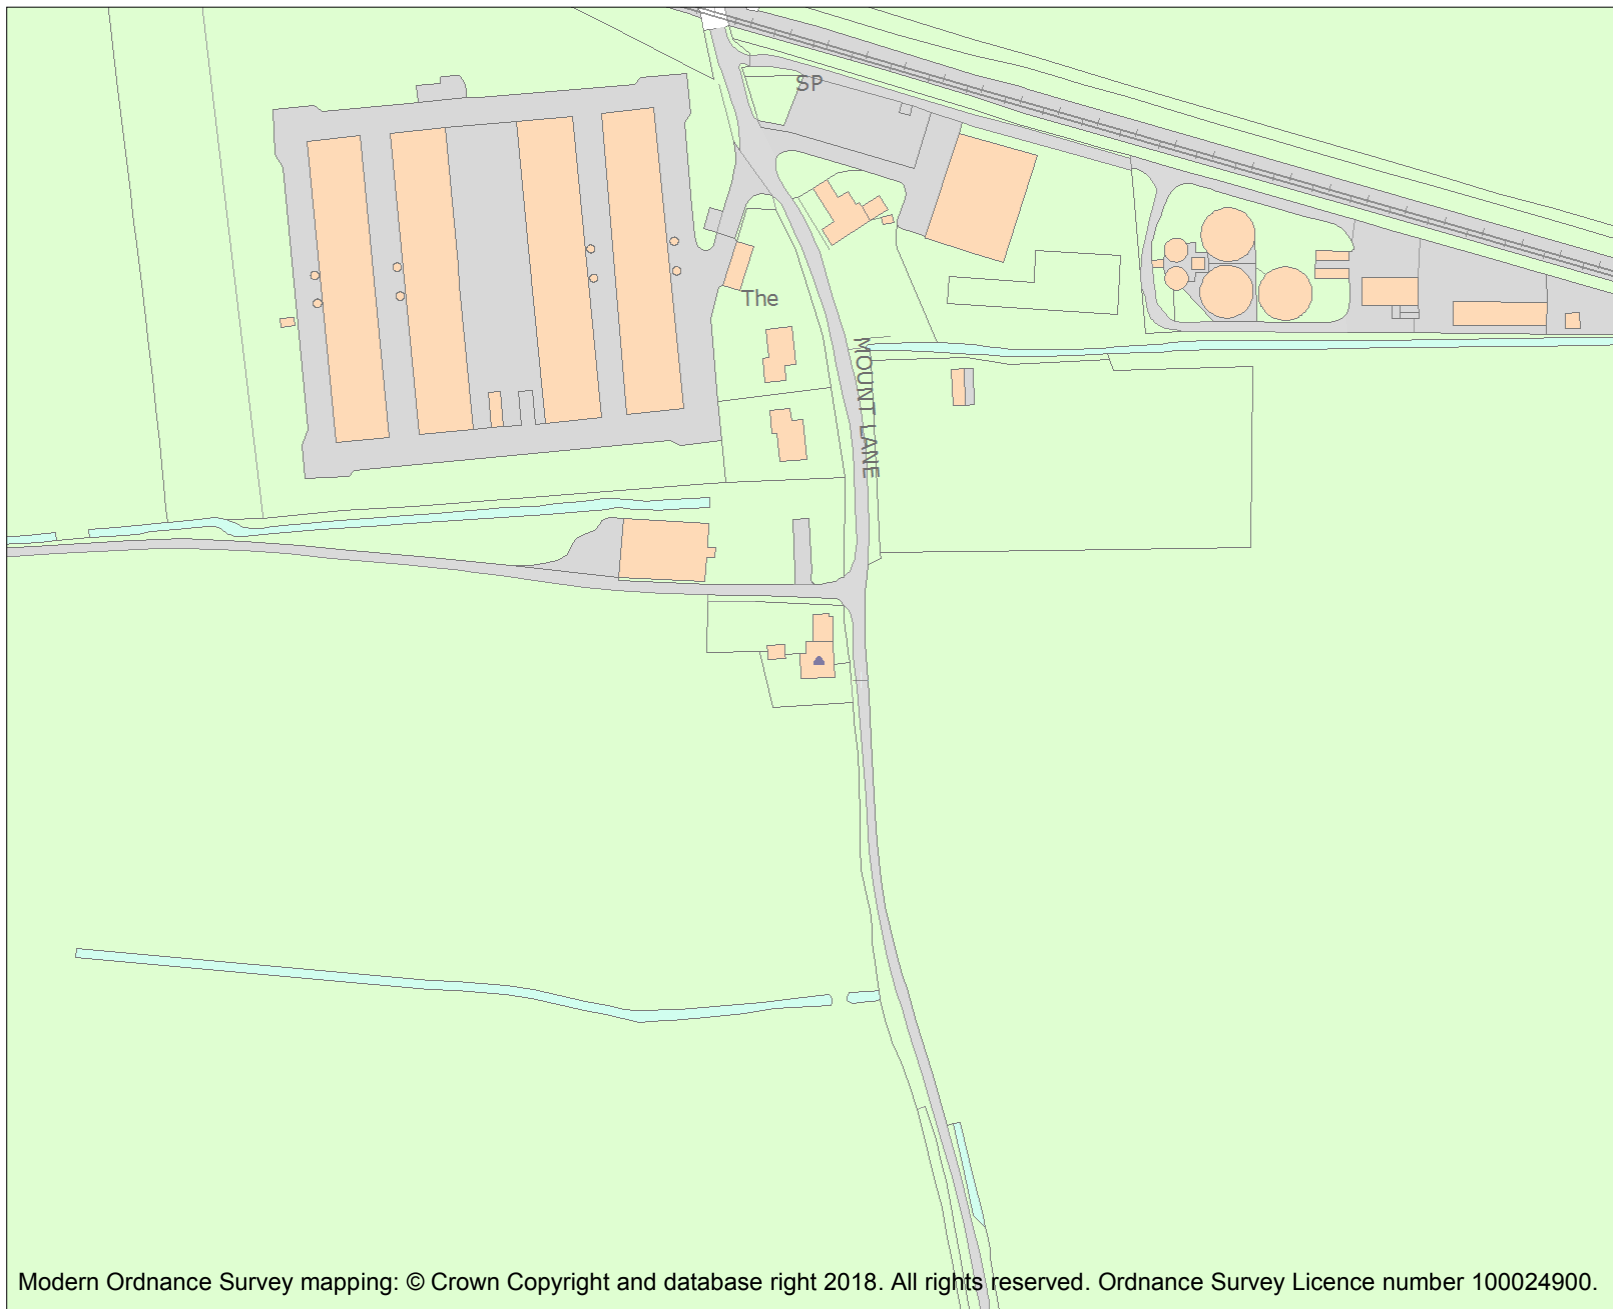 SP
The
MOUNT LANE
Modern Ordnance Survey mapping: © Crown Copyright and database right 2018. All rights reserved. Ordnance Survey Licence number 100024900.